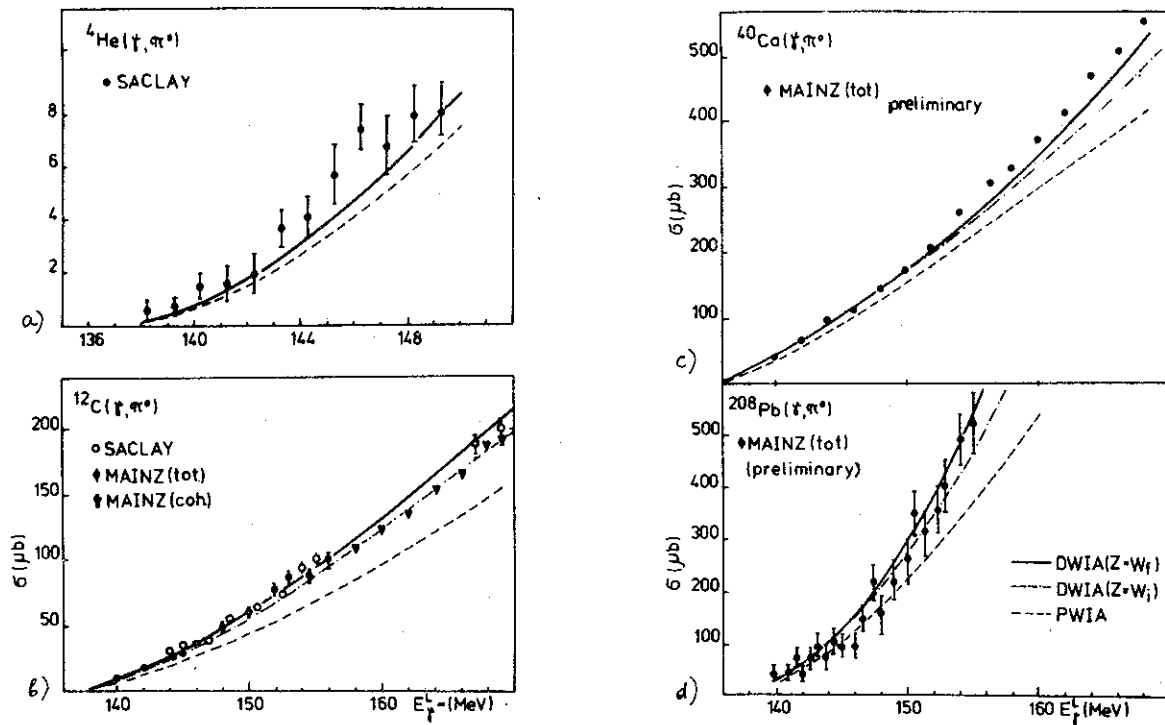 ⁴He(γ,π°)
SACLAY
8
6
4
2
a)
136
140
144
148
¹²C(γ,π°)
SACLAY
MAINZ(tot)
MAINZ(coh)
200
150
100
50
σ (μb)
b)
140
150
160
E_γ^L -(MeV)
⁴⁰Ca(γ,π°)
MAINZ(tot) preliminary
500
400
300
200
100
σ (μb)
c)
²⁰⁸Pb(γ,π°)
MAINZ(tot)
(preliminary)
500
400
300
200
100
σ (μb)
DWIA(Z=W_f)
DWIA(Z=W_i)
PWIA
d)
140
150
160
E_γ^L (MeV)